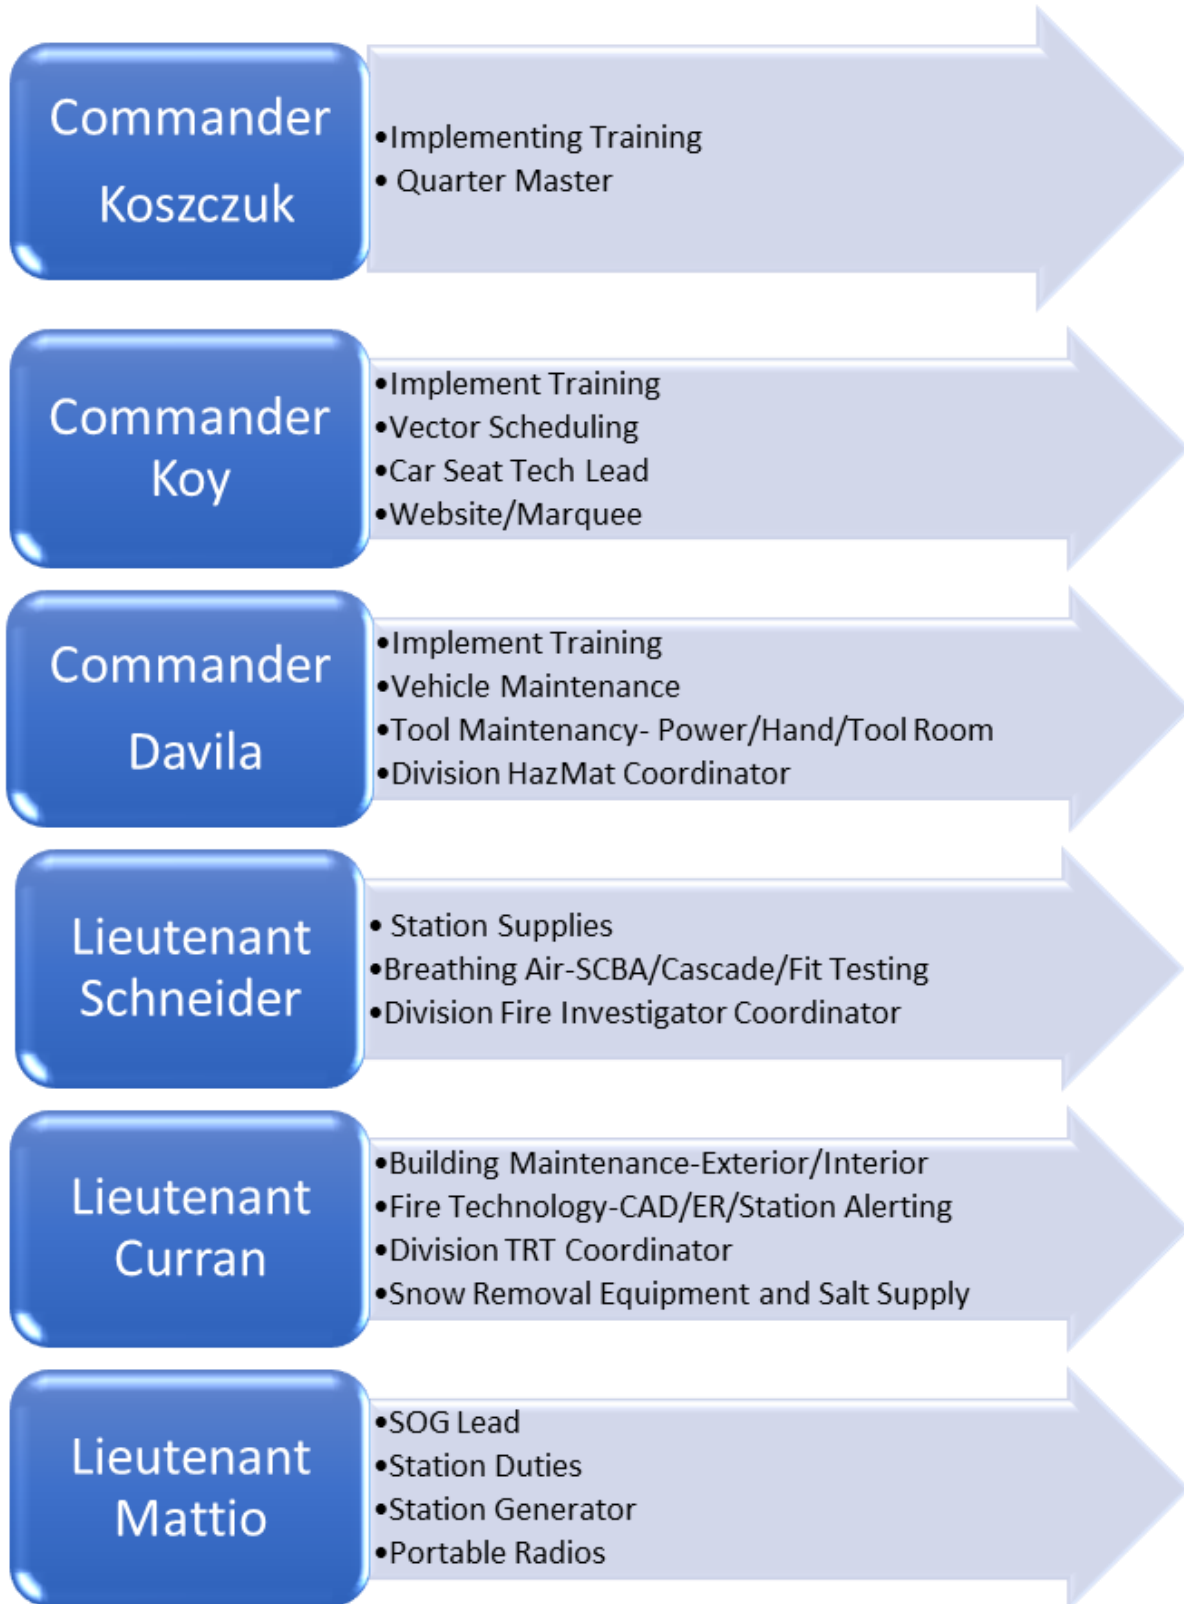 Commander
Koszczuk
•Implementing Training
• Quarter Master
Commander
Koy
•Implement Training
•Vector Scheduling
•Car Seat Tech Lead
•Website/Marquee
Commander
Davila
•Implement Training
•Vehicle Maintenance
•Tool Maintenancy- Power/Hand/Tool Room
•Division HazMat Coordinator
Lieutenant
Schneider
• Station Supplies
•Breathing Air-SCBA/Cascade/Fit Testing
•Division Fire Investigator Coordinator
Lieutenant
Curran
•Building Maintenance-Exterior/Interior
•Fire Technology-CAD/ER/Station Alerting
•Division TRT Coordinator
•Snow Removal Equipment and Salt Supply
Lieutenant
Mattio
•SOG Lead
•Station Duties
•Station Generator
•Portable Radios